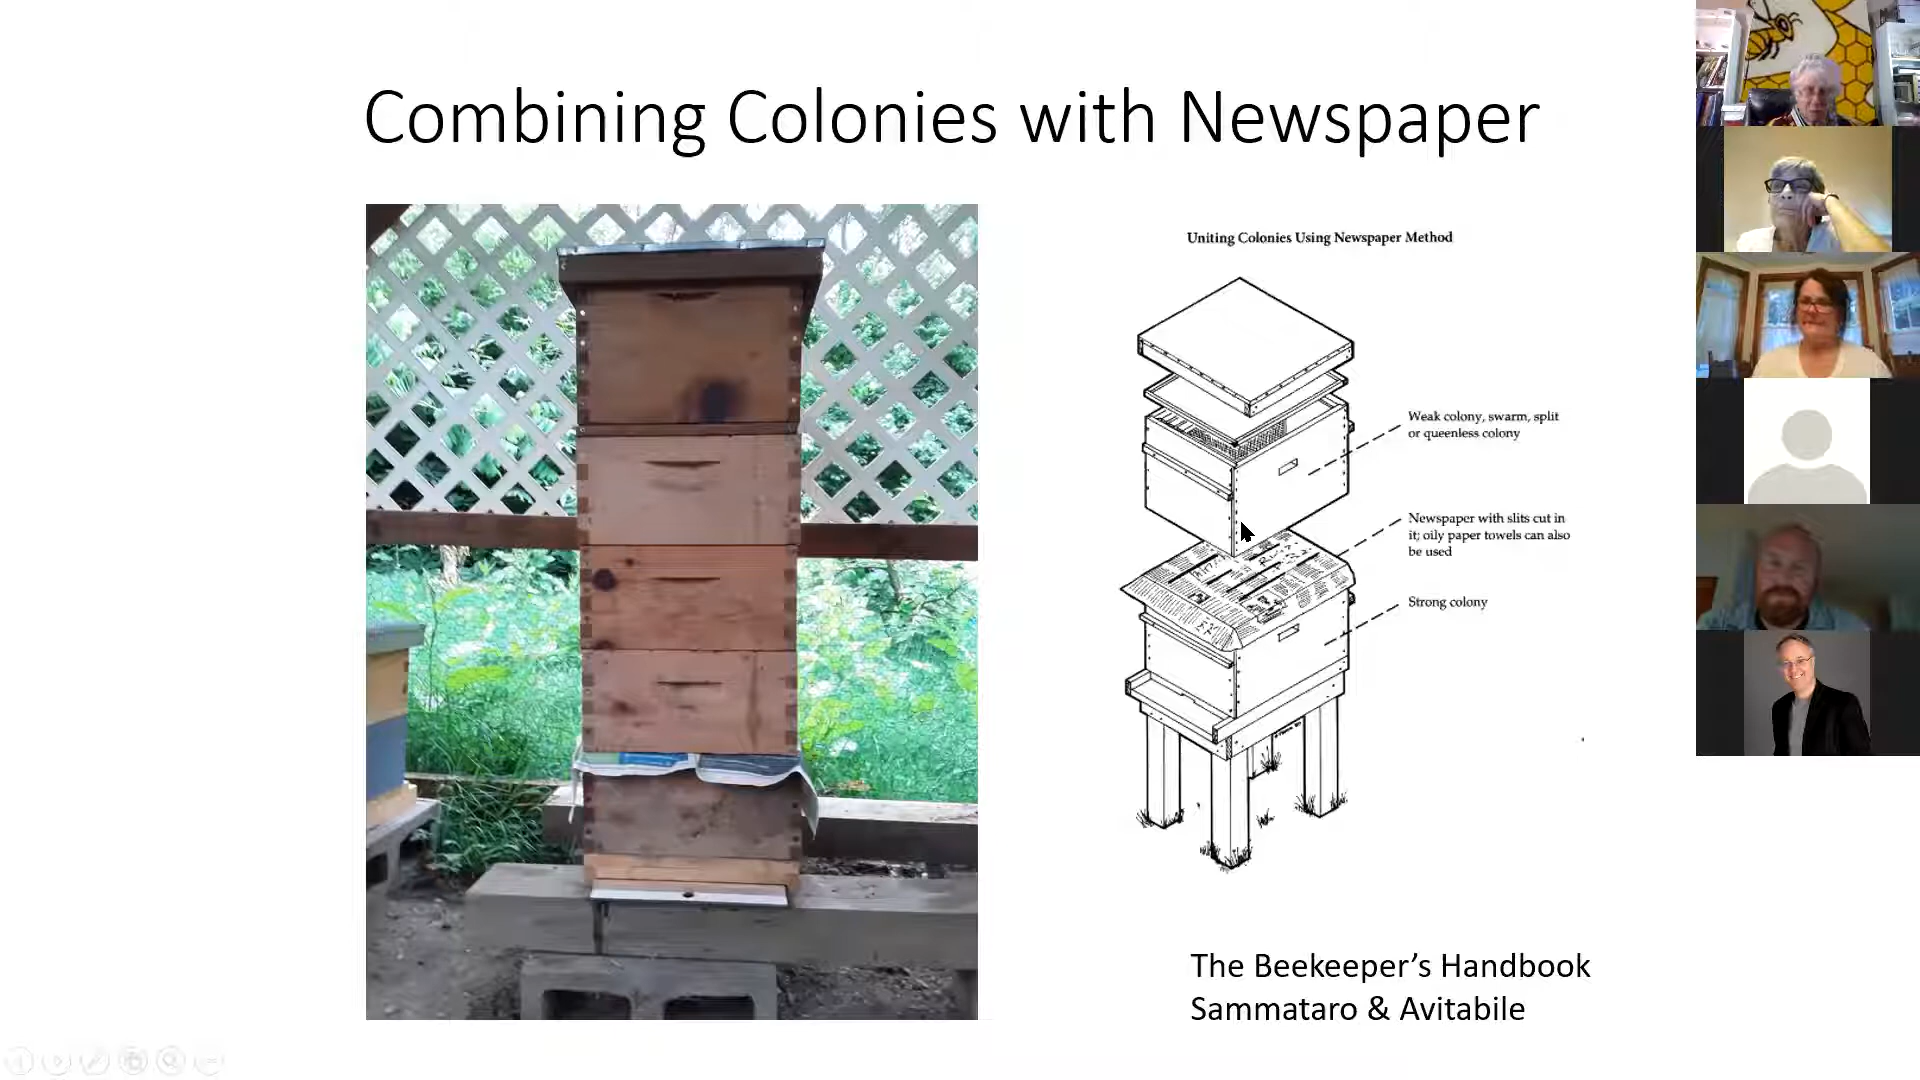 Combining Colonies with Newspaper
Uniting Colonies Using Newspaper Method
Weak colony, swarm, split
or queenless colony
Newspaper with slits cut in
it; oily paper towels can also
be used
Strong colony
The Beekeeper’s Handbook
Sammataro & Avitabile